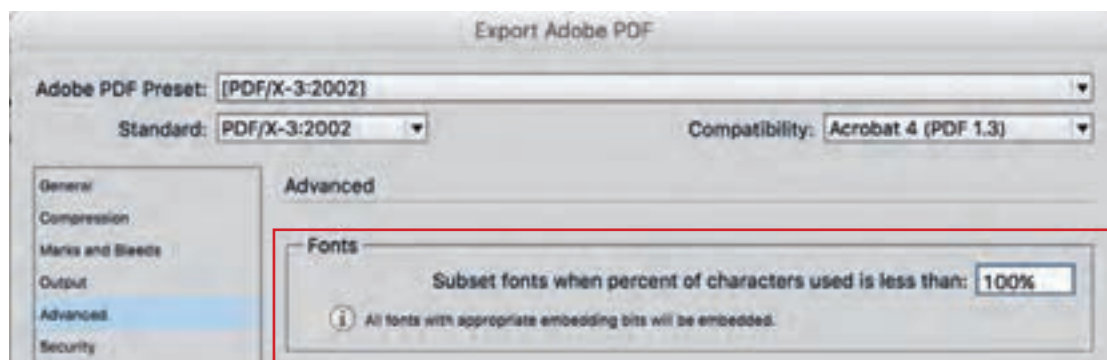 Export Adobe PDF
Adobe PDF Preset: [PDF/X-3:2002]
Standard: PDF/X-3:2002 Compatibility: Acrobat 4 (PDF 1.3)
General
Advanced
Compression
Marks and Bleeds
Fonts
Output
Subset fonts when percent of characters used is less than: 100%
Advanced
All fonts with appropriate embedding bits will be embedded.
Security